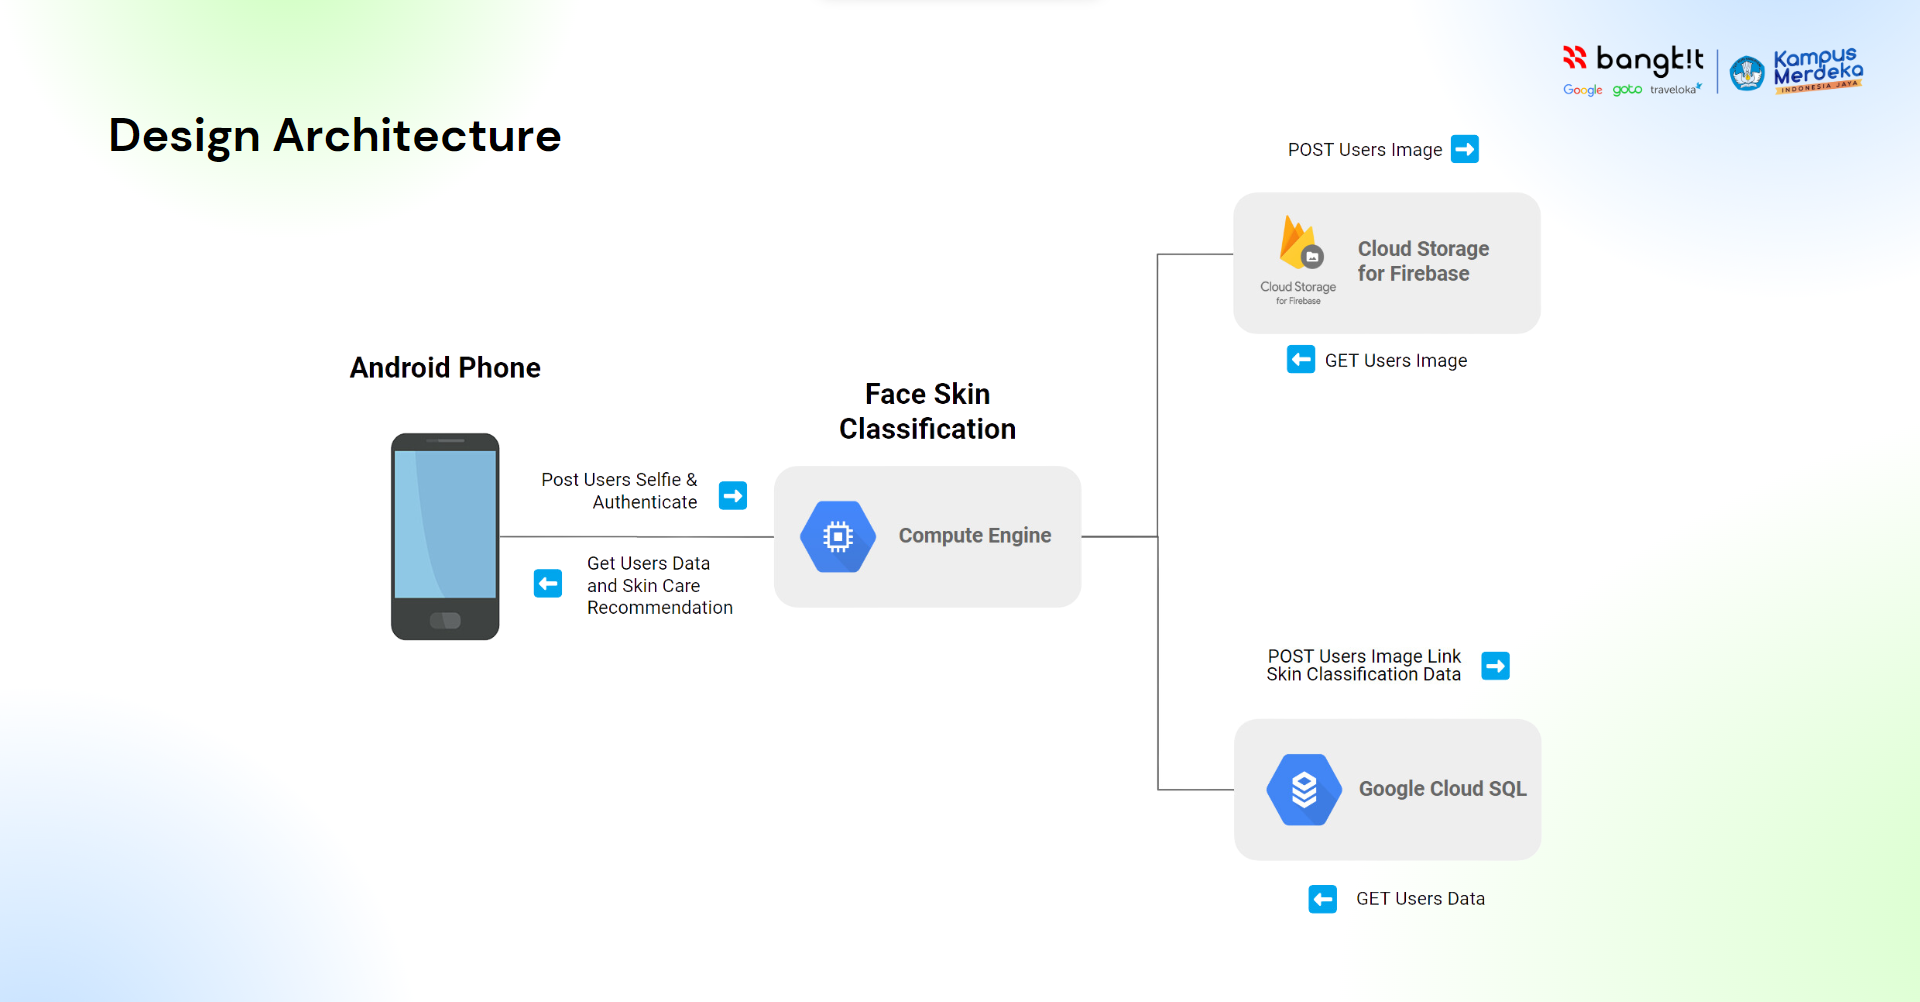 bangk!t
Google goto traveloka
Kampus
Merdeka
INDONESIA JAYA
Design Architecture
POST Users Image
Cloud Storage
for Firebase
Cloud Storage
for Firebase
GET Users Image
Android Phone
Face Skin
Classification
Post Users Selfie &
Authenticate
Compute Engine
Get Users Data
and Skin Care
Recommendation
POST Users Image Link
Skin Classification Data
Google Cloud SQL
GET Users Data